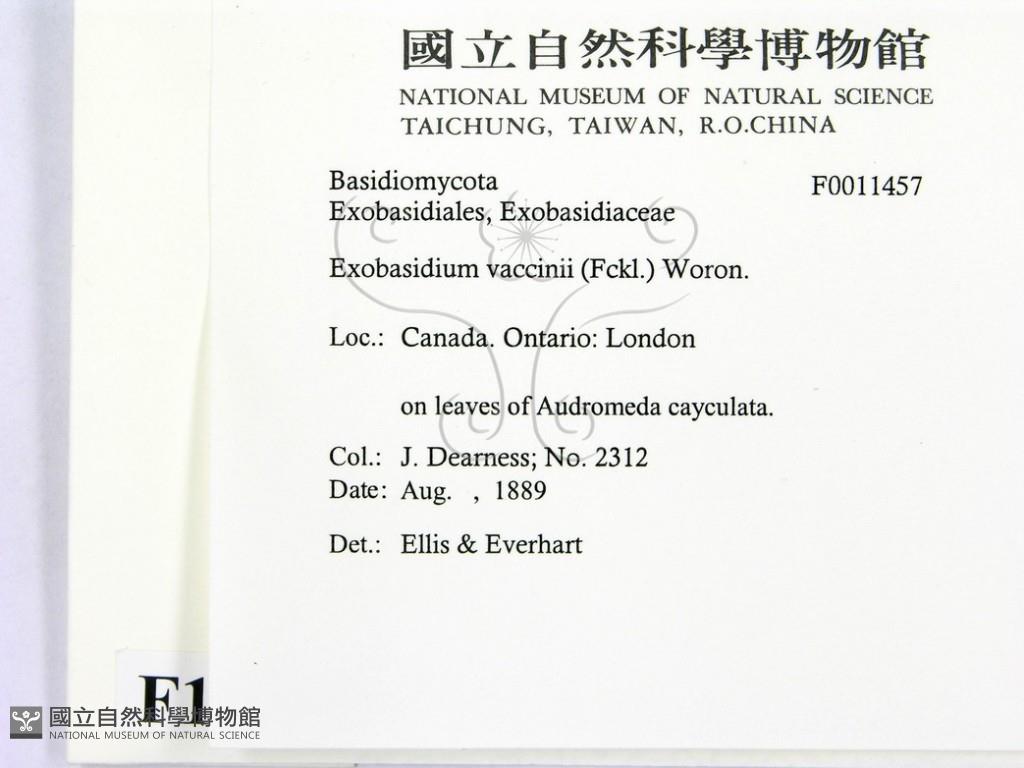 國立自然科學博物館
NATIONAL MUSEUM OF NATURAL SCIENCE
TAICHUNG, TAIWAN, R.O.CHINA
Basidiomycota F0011457
Exobasidiales, Exobasidiaceae
Exobasidium vaccinii (Fckl.) Woron.
Loc.: Canada. Ontario: London
on leaves of Audromeda cayculata.
Col.: J. Dearness; No. 2312
Date: Aug. , 1889
Det.: Ellis & Everhart
F1
國立自然科學博物館
NATIONAL MUSEUM OF NATURAL SCIENCE